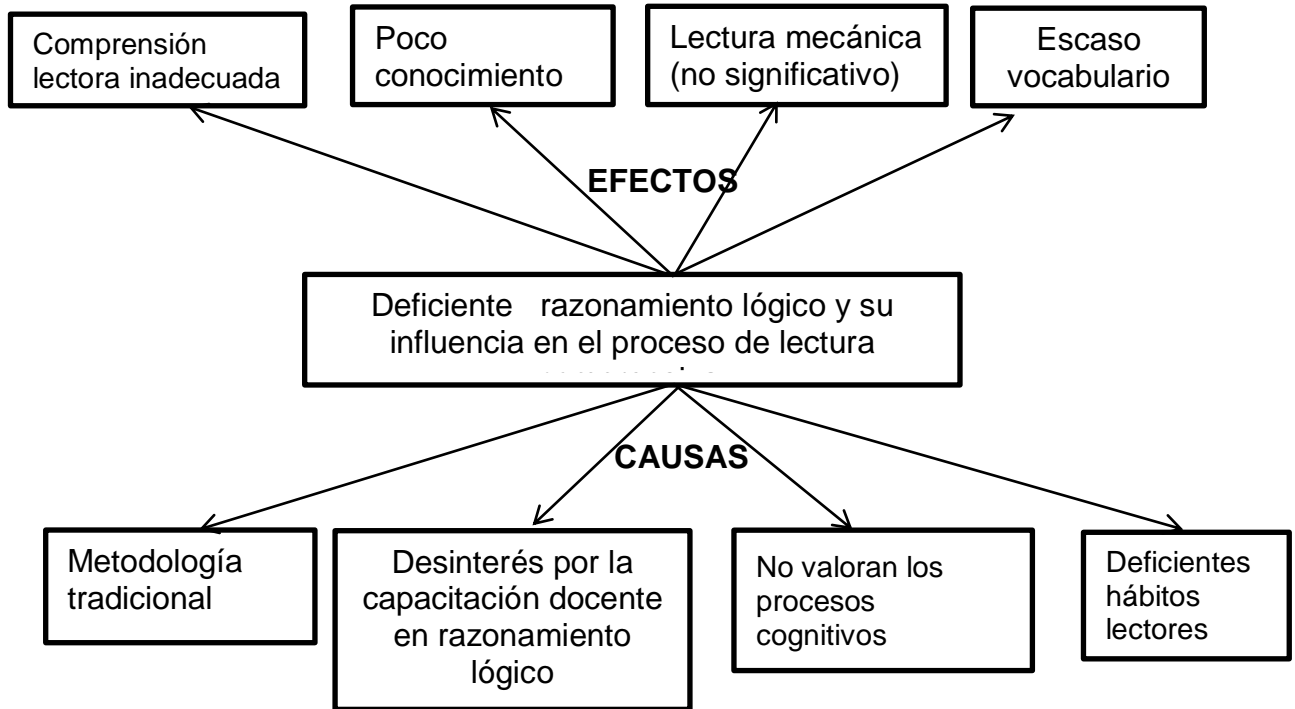 Comprensión
lectora inadecuada
Poco
conocimiento
Lectura mecánica
(no significativo)
Escaso
vocabulario
EFECTOS
Deficiente razonamiento lógico y su
influencia en el proceso de lectura
CAUSAS
Metodología
tradicional
Desinterés por la
capacitación docente
en razonamiento
lógico
No valoran los
procesos
cognitivos
Deficientes
hábitos
lectores